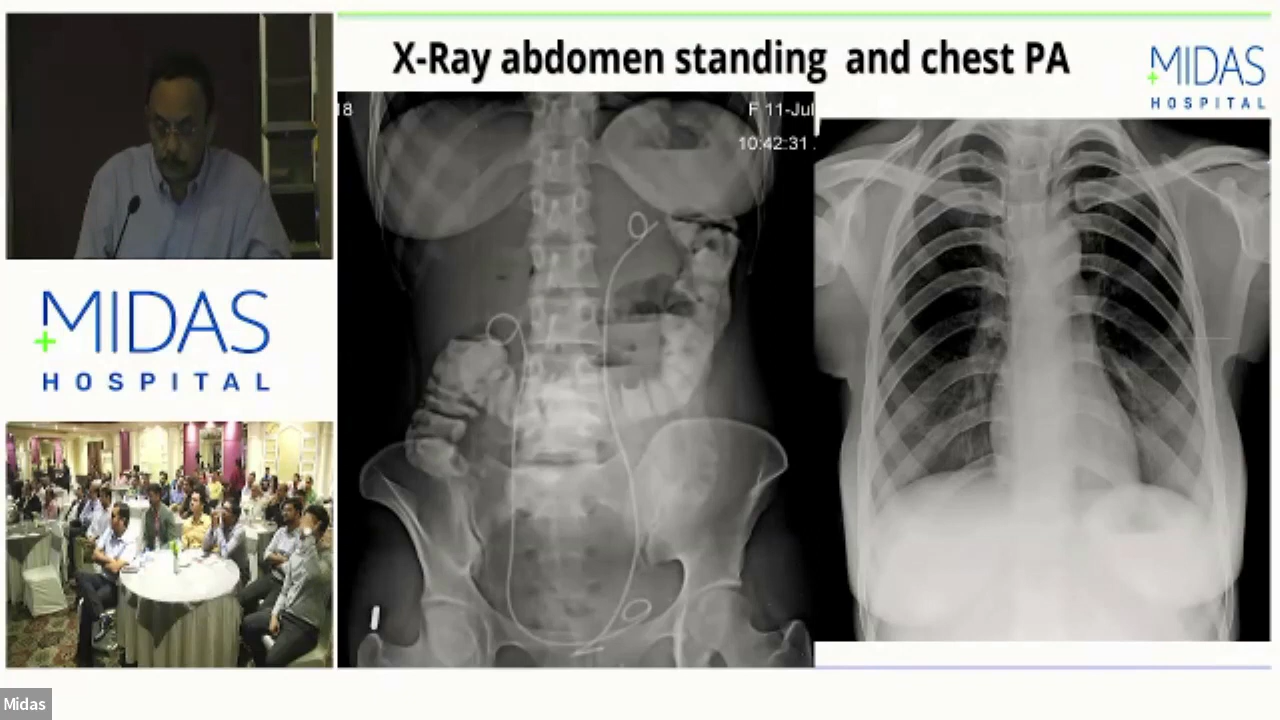 X-Ray abdomen standing and chest PA
MIDAS
HOSPITAL
18
F 11-Jul
10:42:31 .
MIDAS
HOSPITAL
Midas